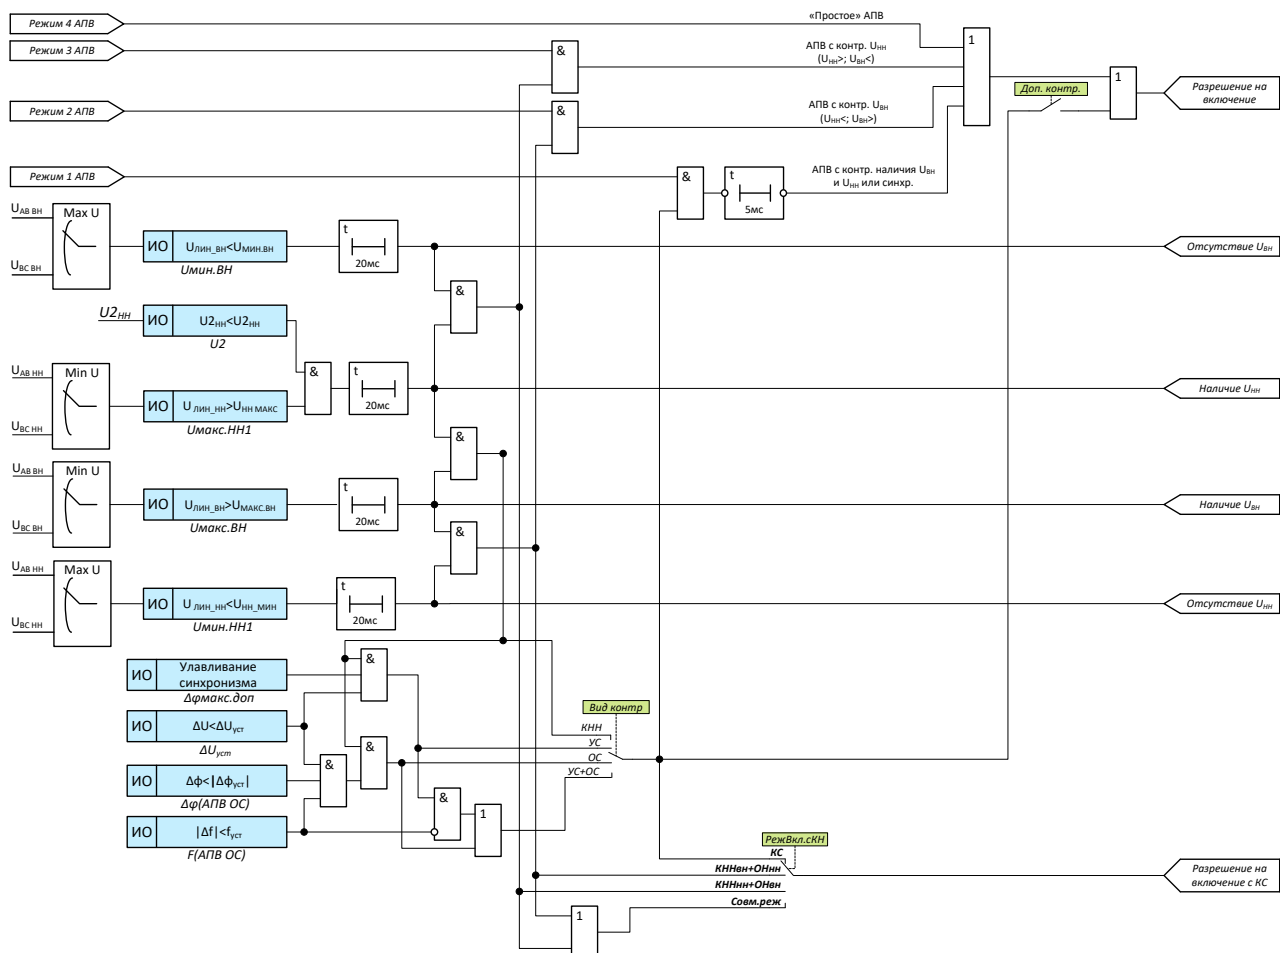 Режим 4 АПВ
«Простое» АПВ
1
Режим 3 АПВ
&
АПВ с контр. Uнн
(Uнн>; Uвн<)
1
Доп. контр.
Разрешение на
включение
Режим 2 АПВ
&
АПВ с контр. Uвн
(Uнн<; Uвн>)
Режим 1 АПВ
&
t
5мс
АПВ с контр. наличия Uвн
и Uнн или синхр.
UАВ ВН
UВС ВН
Max U
ИО
Uлин_вн<Uмин.вн
Uмин.ВН
t
20мс
Отсутствие Uвн
&
U2нн
ИО
U2нн<U2нн
U2
UАВ НН
UВС НН
Min U
ИО
U лин_нн>Uнн макс
Uмакс.НН1
&
t
20мс
Наличие Uнн
&
UАВ ВН
UВС ВН
Min U
ИО
Uлин_вн>Uмакс.вн
Uмакс.ВН
t
20мс
Наличие Uвн
&
UАВ НН
UВС НН
Max U
ИО
U лин_нн<Uнн_мин
Uмин.НН1
t
20мс
Отсутствие Uнн
ИО
Улавливание
синхронизма
Δφмакс.доп
&
ИО
ΔU<ΔUуст
ΔUуст
&
&
ИО
Δф<|Δфуст|
Δφ(АПВ ОС)
ИО
|Δf|<fуст
F(АПВ ОС)
&
1
Вид контр
КНН
УС
ОС
УС+ОС
РежВкл.сКН
КС
КННвн+ОНнн
КННнн+ОНвн
Совм.реж
1
Разрешение на
включение с КС